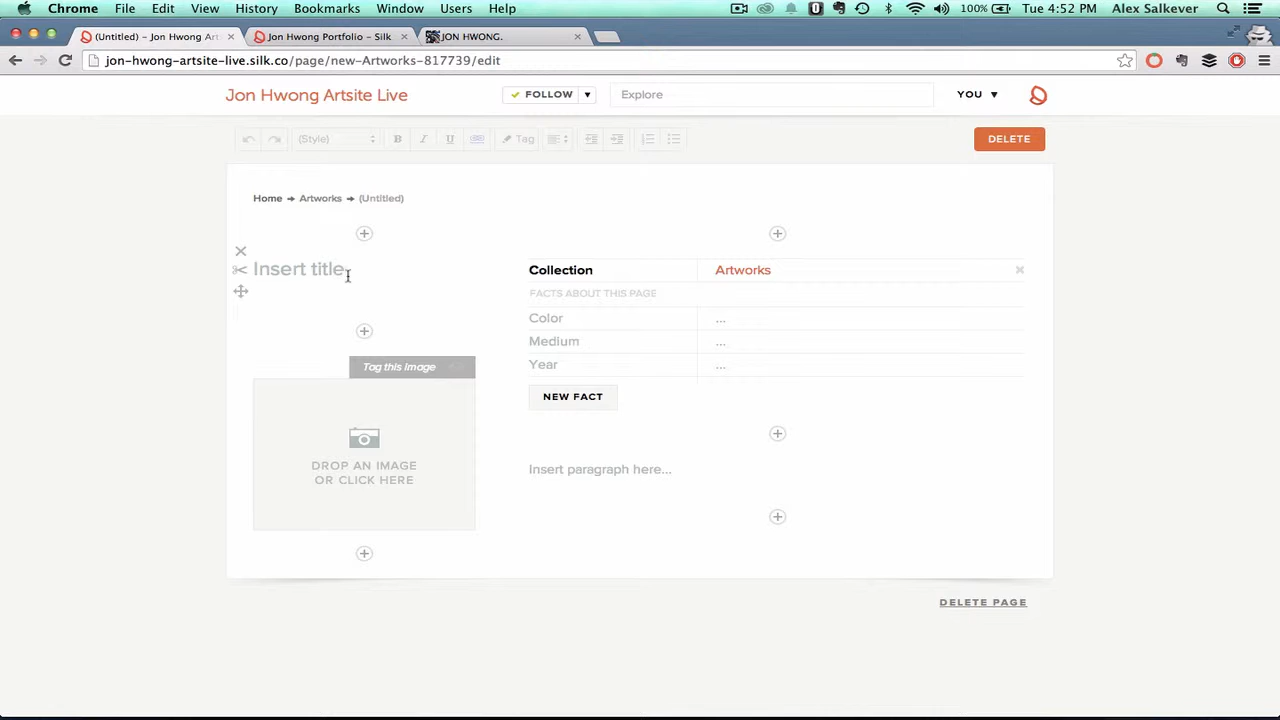 Chrome File Edit View History Bookmarks Window Users Help 100% Tue 4:52 PM Alex Salkever
(Untitled) – Jon Hwong Art Jon Hwong Portfolio – Silk JON HWONG.
jon-hwong-artsite-live.silk.co/page/new-Artworks-817739/edit
Jon Hwong Artsite Live FOLLOW Explore YOU
(Style) B I U Tag DELETE
Home Artworks (Untitled)
Insert title
Collection Artworks
FACTS ABOUT THIS PAGE
Color ...
Medium ...
Year ...
Tag this image
NEW FACT
DROP AN IMAGE
OR CLICK HERE
Insert paragraph here...
DELETE PAGE